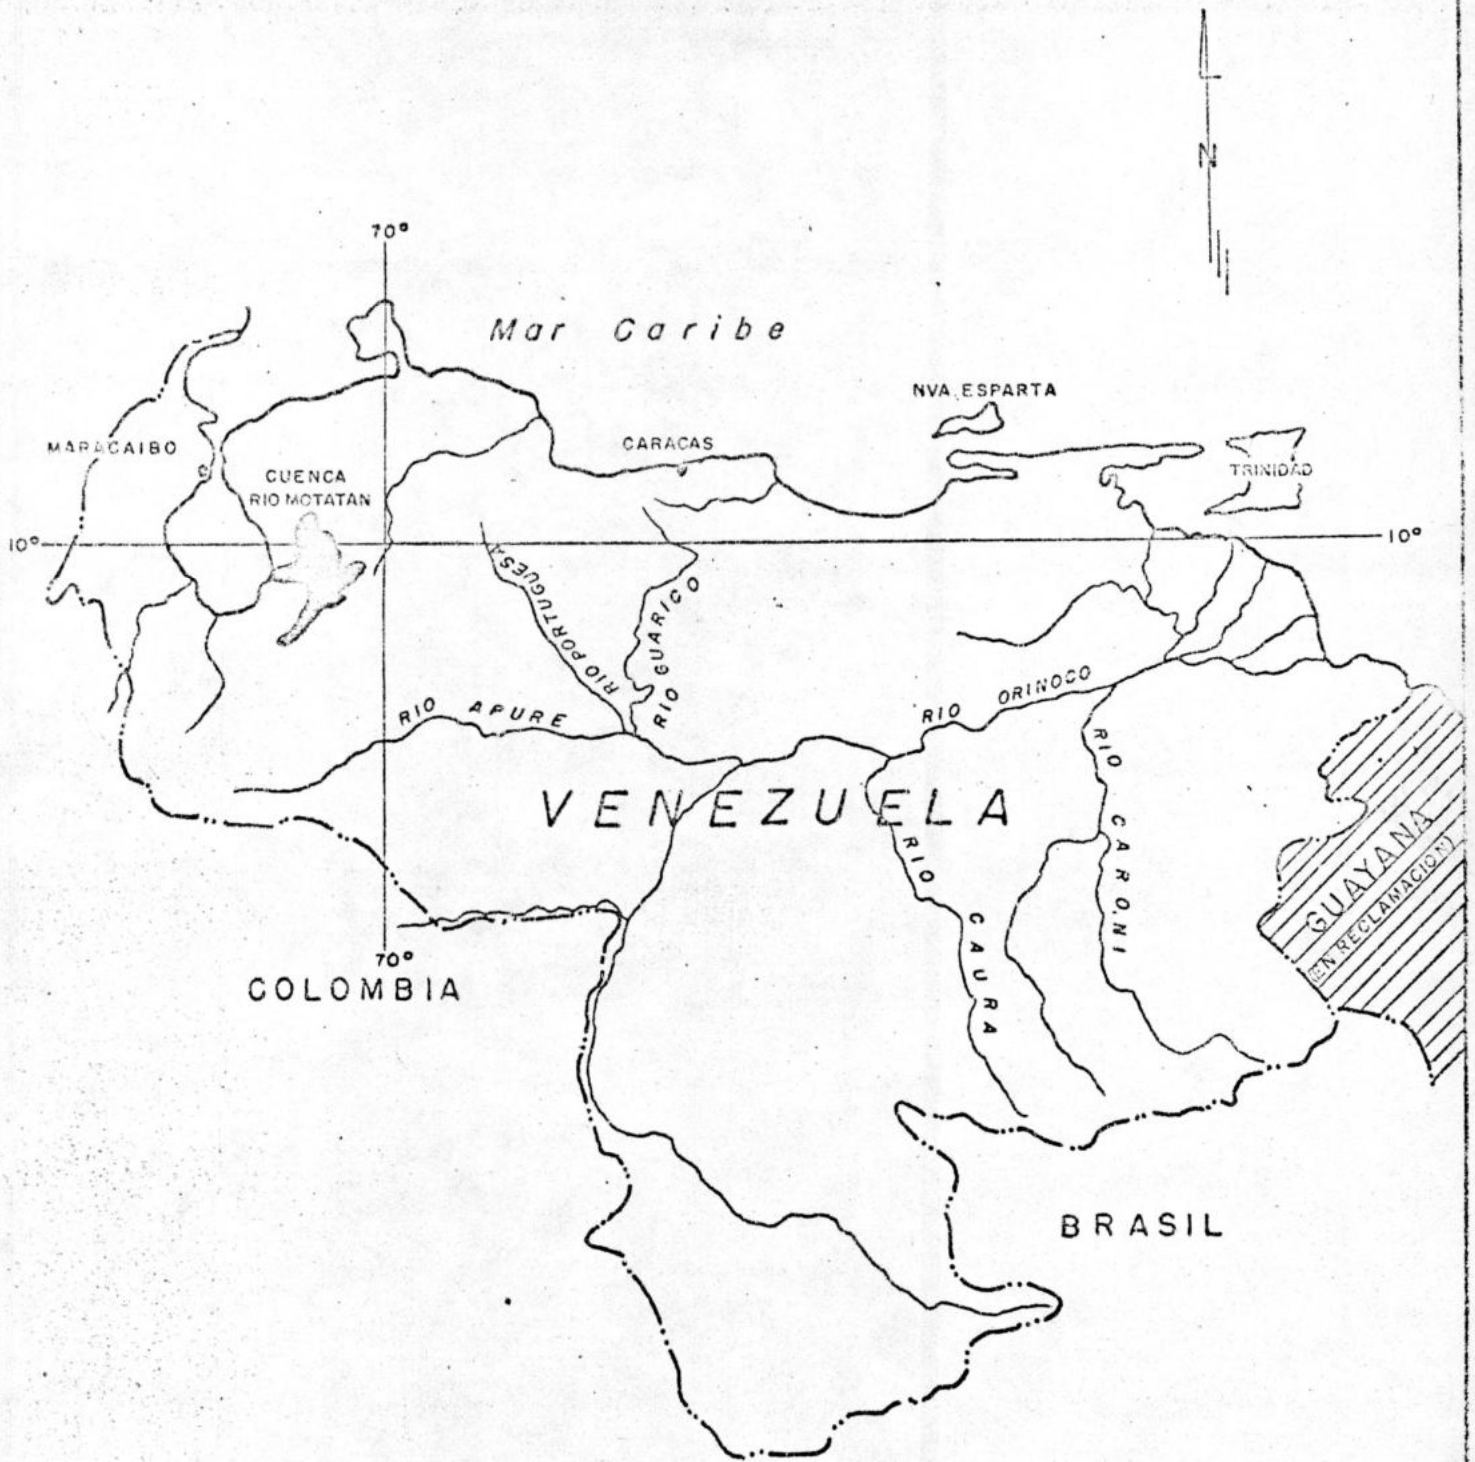 N
70°
Mar Caribe
NVA. ESPARTA
MARACAIBO
CARACAS
CUENCA
RIO MOTATAN
TRINIDAD
10°
10°
RIO PORTUGUESA
RIO GUARICO
RIO APURE
RIO ORINOCO
RIO CARONI
VENEZUELA
RIO CAURA
GUAYANA
(EN RECLAMACION)
70°
COLOMBIA
BRASIL